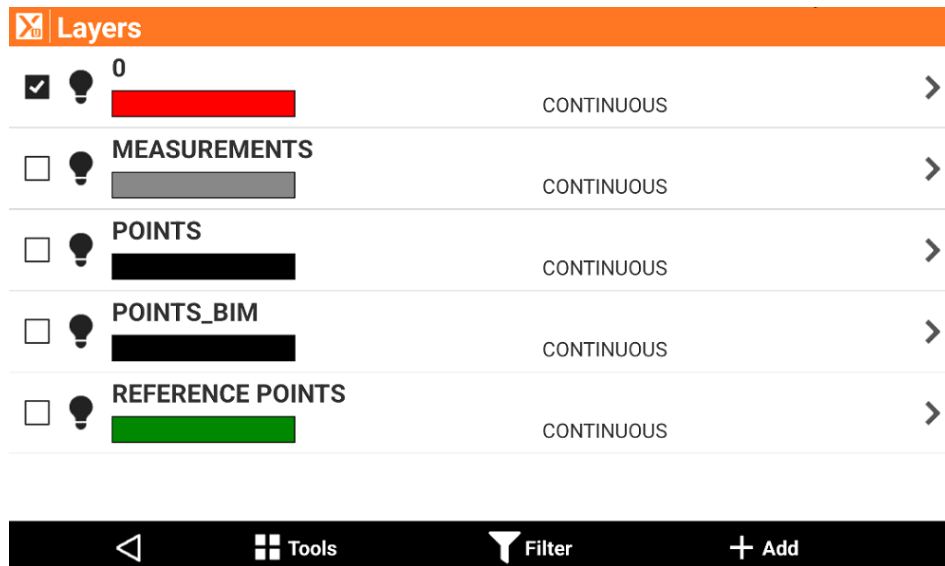 Layers
0
CONTINUOUS
MEASUREMENTS
CONTINUOUS
POINTS
CONTINUOUS
POINTS_BIM
CONTINUOUS
REFERENCE POINTS
CONTINUOUS
Tools Filter Add